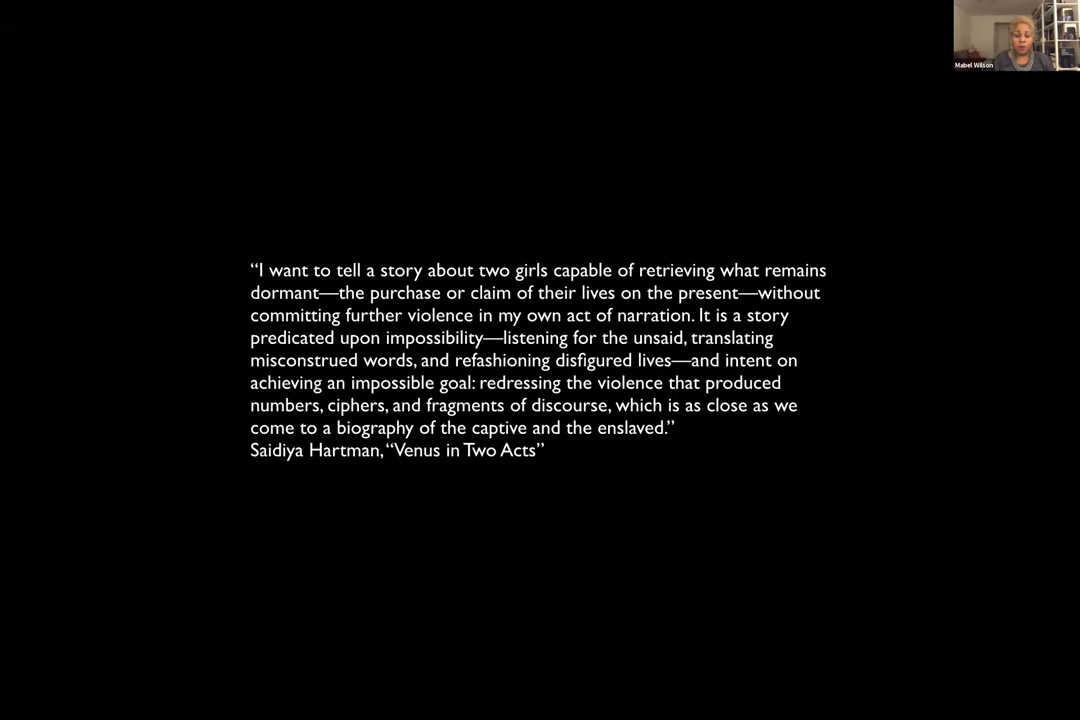 Mabel Wilson
“I want to tell a story about two girls capable of retrieving what remains
dormant—the purchase or claim of their lives on the present—without
committing further violence in my own act of narration. It is a story
predicated upon impossibility—listening for the unsaid, translating
misconstrued words, and refashioning disfigured lives—and intent on
achieving an impossible goal: redressing the violence that produced
numbers, ciphers, and fragments of discourse, which is as close as we
come to a biography of the captive and the enslaved.”
Saidiya Hartman, “Venus in Two Acts”